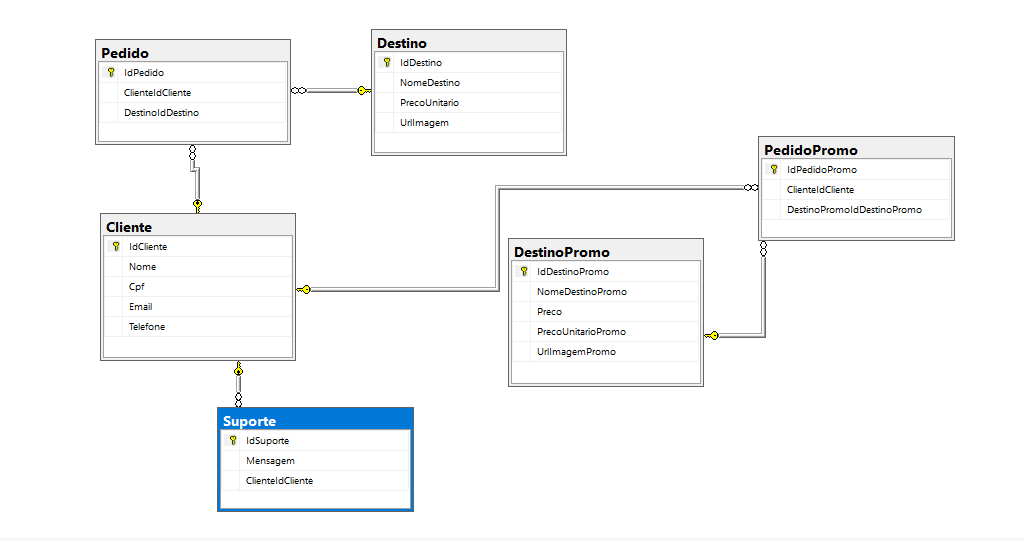 Pedido
IdPedido
ClienteIdCliente
DestinoIdDestino
Destino
IdDestino
NomeDestino
PrecoUnitario
UrlImagem
PedidoPromo
IdPedidoPromo
ClienteIdCliente
DestinoPromoIdDestinoPromo
Cliente
IdCliente
Nome
Cpf
Email
Telefone
DestinoPromo
IdDestinoPromo
NomeDestinoPromo
Preco
PrecoUnitarioPromo
UrlImagemPromo
Suporte
IdSuporte
Mensagem
ClienteIdCliente